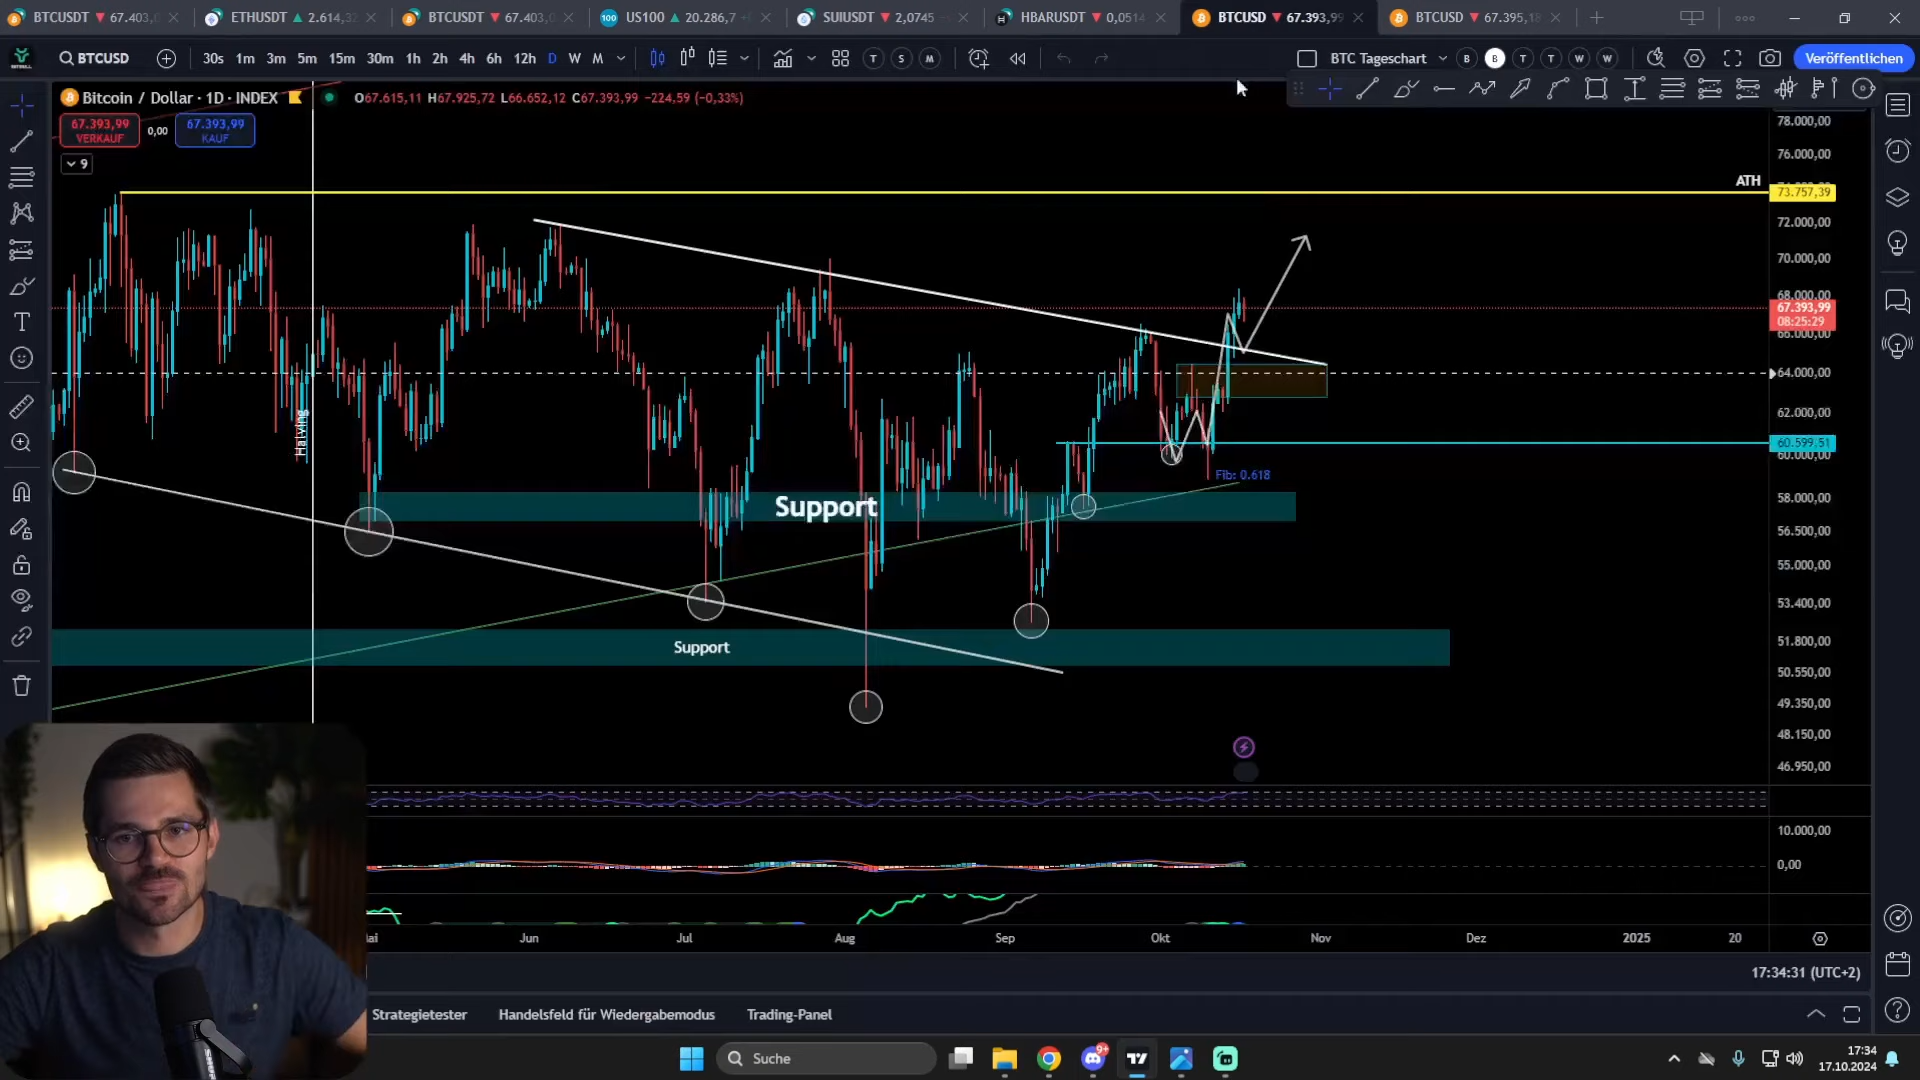 BTCUSDT ▼ 67.403,0
ETHUSDT ▲ 2.614,32
BTCUSDT ▼ 67.403,0
US100 ▲ 20.286,7
SUIUSDT ▼ 2,0745
HBARUSDT ▼ 0,0514
BTCUSD ▼ 67.393,99
BTCUSD ▼ 67.395,18
BTCUSD
30s 1m 3m 5m 15m 30m 1h 2h 4h 6h 12h D W M
T S M
BTC Tageschart
B B T T W W
Veröffentlichen
Bitcoin / Dollar · 1D · INDEX
O67.615,11 H67.925,72 L66.652,12 C67.393,99 −224,59 (−0,33%)
67.393,99
VERKAUF
0,00
67.393,99
KAUF
9
78.000,00
76.000,00
ATH
73.757,39
72.000,00
70.000,00
68.000,00
67.393,99
08:25:29
66.000,00
64.000,00
62.000,00
60.599,51
60.000,00
58.000,00
56.500,00
55.000,00
53.400,00
51.800,00
50.550,00
49.350,00
48.150,00
46.950,00
Halving
Fib: 0.618
Support
Support
10.000,00
0,00
Jun Jul Aug Sep Okt Nov Dez 2025 20
17:34:31 (UTC+2)
Strategietester
Handelsfeld für Wiedergabemodus
Trading-Panel
Suche
9+
17:34
17.10.2024